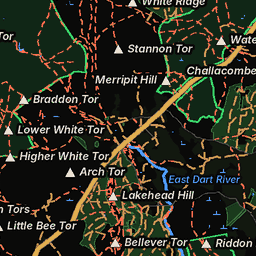 White Ridge
Tor
Wate
Stannon Tor
Challacombe
Merripit Hill
Braddon Tor
Lower White Tor
Higher White Tor
Arch Tor
East Dart River
Lakehead Hill
n Tors
Little Bee Tor
Bellever Tor
Riddon